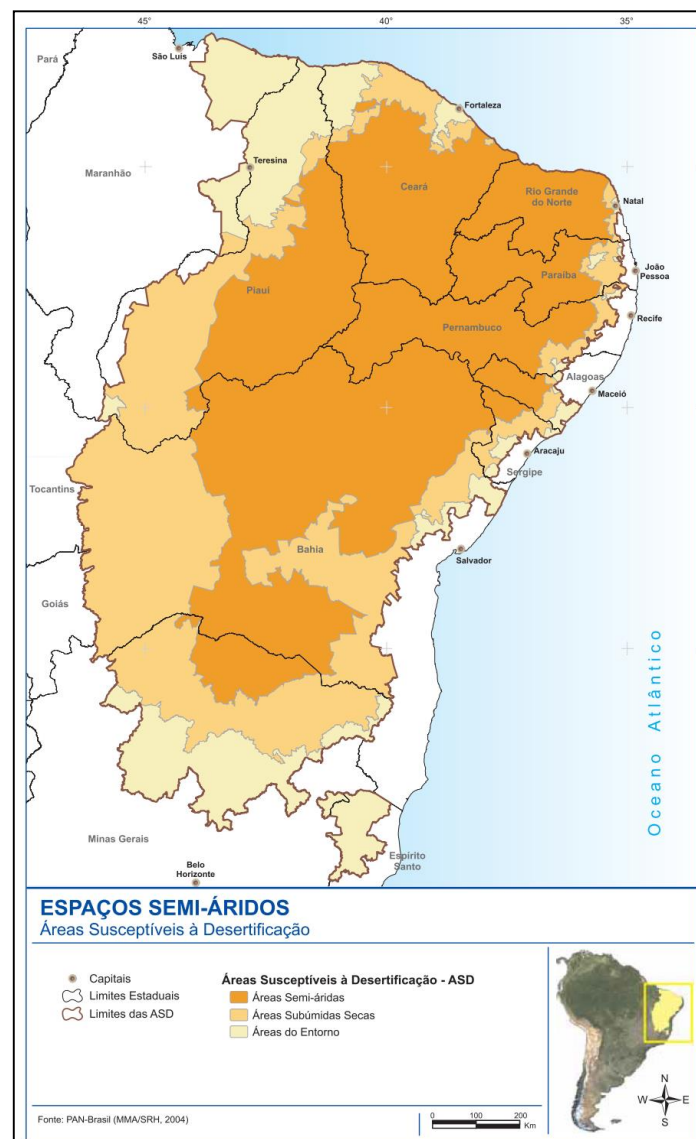 45°
40°
35°
São Luis
Pará
Fortaleza
Teresina
Maranhão
Ceará
Rio Grande
do Norte
Natal
Paraíba
João
Pessoa
Piauí
Recife
Pernambuco
Alagoas
Maceió
Aracaju
Sergipe
Tocantins
Bahia
Salvador
Goiás
Oceano Atlântico
Minas Gerais
Belo
Horizonte
Espírito
Santo
ESPAÇOS SEMI-ÁRIDOS
Áreas Susceptíveis à Desertificação
Capitais
Limites Estaduais
Limites das ASD
Áreas Susceptíveis à Desertificação - ASD
Áreas Semi-áridas
Áreas Subúmidas Secas
Áreas do Entorno
N
W
E
S
Fonte: PAN-Brasil (MMA/SRH, 2004)
0 100 200
Km